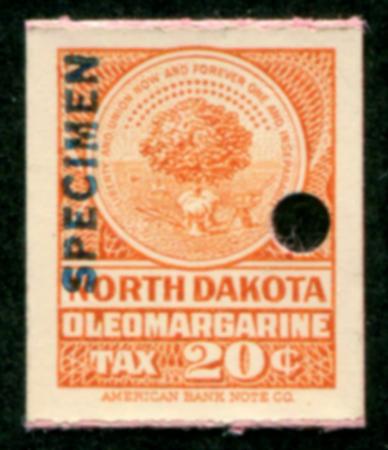 SPECIMEN
LIBERTY AND UNION NOW AND FOREVER ONE AND INSEPARABLE
NORTH DAKOTA
OLEOMARGARINE
TAX 20¢
AMERICAN BANK NOTE CO.